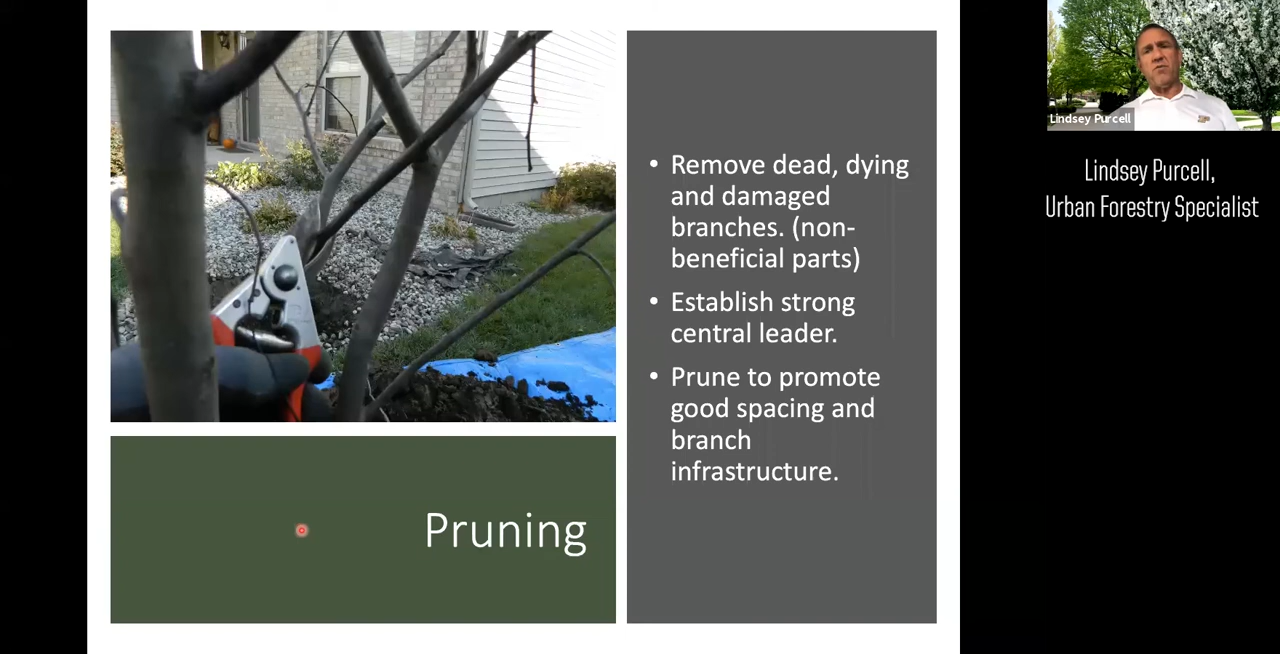 • Remove dead, dying
and damaged
branches. (non-
beneficial parts)
• Establish strong
central leader.
• Prune to promote
good spacing and
branch
infrastructure.
Pruning
Lindsey Purcell
Lindsey Purcell,
Urban Forestry Specialist